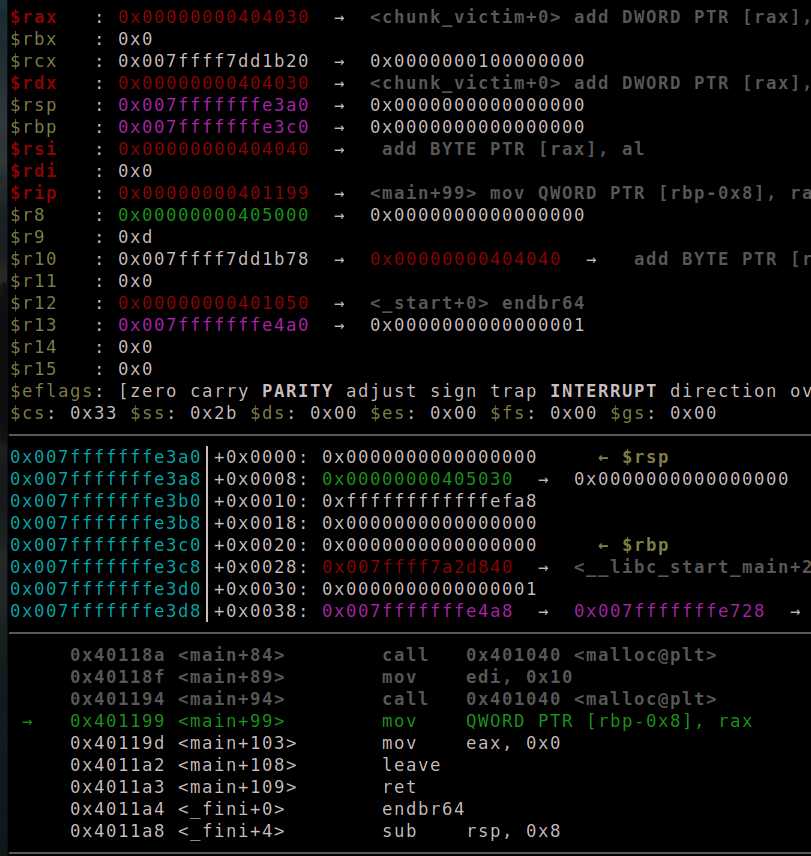 $rax   : 0x00000000404030  →  <chunk_victim+0> add DWORD PTR [rax],
$rbx   : 0x0
$rcx   : 0x007ffff7dd1b20  →  0x0000000100000000
$rdx   : 0x00000000404030  →  <chunk_victim+0> add DWORD PTR [rax],
$rsp   : 0x007fffffffe3a0  →  0x0000000000000000
$rbp   : 0x007fffffffe3c0  →  0x0000000000000000
$rsi   : 0x00000000404040  →   add BYTE PTR [rax], al
$rdi   : 0x0
$rip   : 0x00000000401199  →  <main+99> mov QWORD PTR [rbp-0x8], ra
$r8    : 0x00000000405000  →  0x0000000000000000
$r9    : 0xd
$r10   : 0x007ffff7dd1b78  →  0x00000000404040  →   add BYTE PTR [r
$r11   : 0x0
$r12   : 0x00000000401050  →  <_start+0> endbr64
$r13   : 0x007fffffffe4a0  →  0x0000000000000001
$r14   : 0x0
$r15   : 0x0
$eflags: [zero carry PARITY adjust sign trap INTERRUPT direction ov
$cs: 0x33 $ss: 0x2b $ds: 0x00 $es: 0x00 $fs: 0x00 $gs: 0x00
0x007fffffffe3a0│+0x0000: 0x0000000000000000     ← $rsp
0x007fffffffe3a8│+0x0008: 0x00000000405030  →  0x0000000000000000
0x007fffffffe3b0│+0x0010: 0xffffffffffffefa8
0x007fffffffe3b8│+0x0018: 0x0000000000000000
0x007fffffffe3c0│+0x0020: 0x0000000000000000     ← $rbp
0x007fffffffe3c8│+0x0028: 0x007ffff7a2d840  →  <__libc_start_main+2
0x007fffffffe3d0│+0x0030: 0x0000000000000001
0x007fffffffe3d8│+0x0038: 0x007fffffffe4a8  →  0x007fffffffe728  →
0x40118a <main+84>        call   0x401040 <malloc@plt>
0x40118f <main+89>        mov    edi, 0x10
0x401194 <main+94>        call   0x401040 <malloc@plt>
→   0x401199 <main+99>        mov    QWORD PTR [rbp-0x8], rax
0x40119d <main+103>       mov    eax, 0x0
0x4011a2 <main+108>       leave
0x4011a3 <main+109>       ret
0x4011a4 <_fini+0>        endbr64
0x4011a8 <_fini+4>        sub    rsp, 0x8